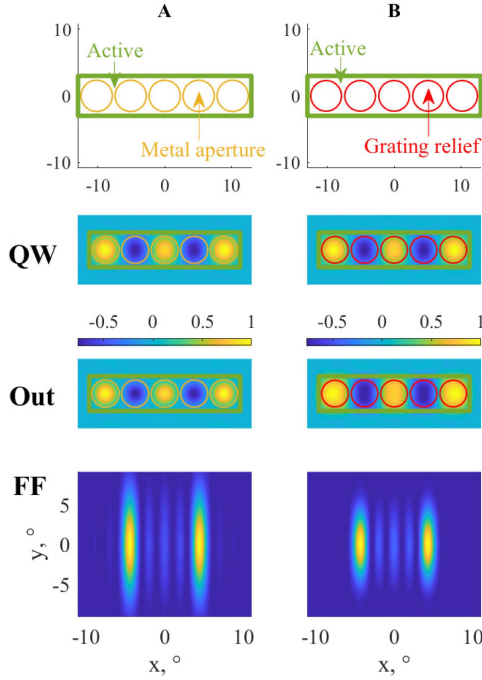 A B
10 10
Active Active
0 0
Metal aperture Grating relief
-10 -10
-10 0 10 -10 0 10
QW
-0.5 0 0.5 1 -0.5 0 0.5 1
Out
FF
5
0
-5
y, °
-10 0 10 -10 0 10
x, ° x, °